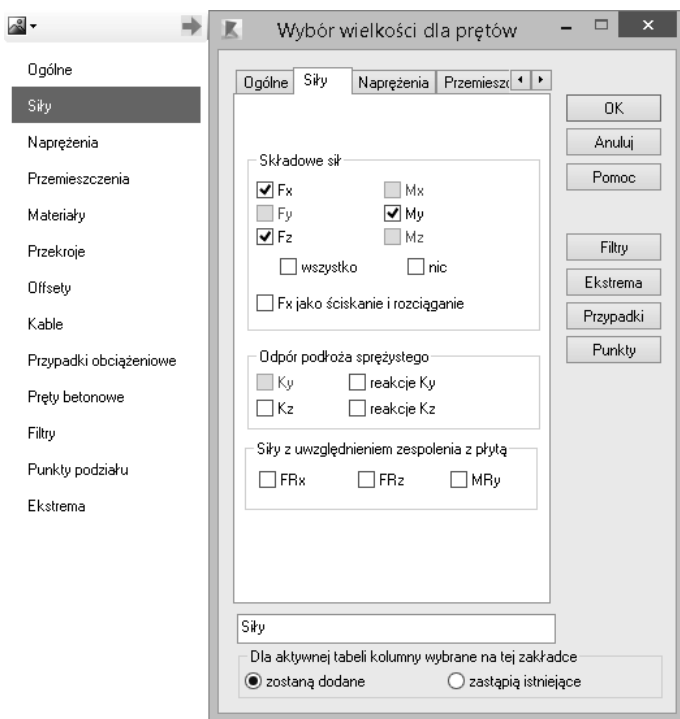 Ogólne
Siły
Naprężenia
Przemieszczenia
Materiały
Przekroje
Offsety
Kable
Przypadki obciążeniowe
Pręty betonowe
Filtry
Punkty podziału
Ekstrema
Wybór wielkości dla prętów
Ogólne Siły Naprężenia Przemieszc
Składowe sił
Fx Mx
Fy My
Fz Mz
wszystko nic
Fx jako ściskanie i rozciąganie
Odpór podłoża sprężystego
Ky reakcje Ky
Kz reakcje Kz
Siły z uwzględnieniem zespolenia z płytą
FRx FRz MRy
OK
Anuluj
Pomoc
Filtry
Ekstrema
Przypadki
Punkty
Siły
Dla aktywnej tabeli kolumny wybrane na tej zakładce
zostaną dodane zastąpią istniejące